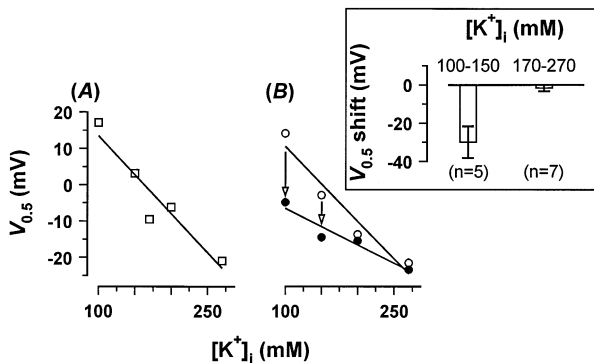 [K+]i (mM)
100-150 170-270
V0.5 shift (mV)
0
-20
-40
(n=5) (n=7)
(A)
V0.5 (mV)
20
10
0
-10
-20
100 250
(B)
100 250
[K+]i (mM)